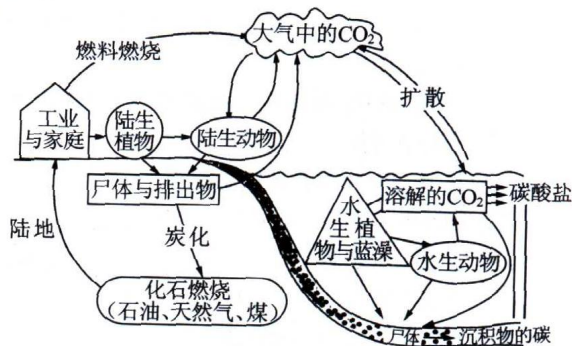 大气中的CO₂
燃料燃烧
扩散
工业
与家庭
陆生
植物
陆生动物
尸体与排出物
溶解的CO₂
碳酸盐
水
生植
物与蓝藻
水生动物
陆地
炭化
化石燃烧
(石油、天然气、煤)
尸体
沉积物的碳